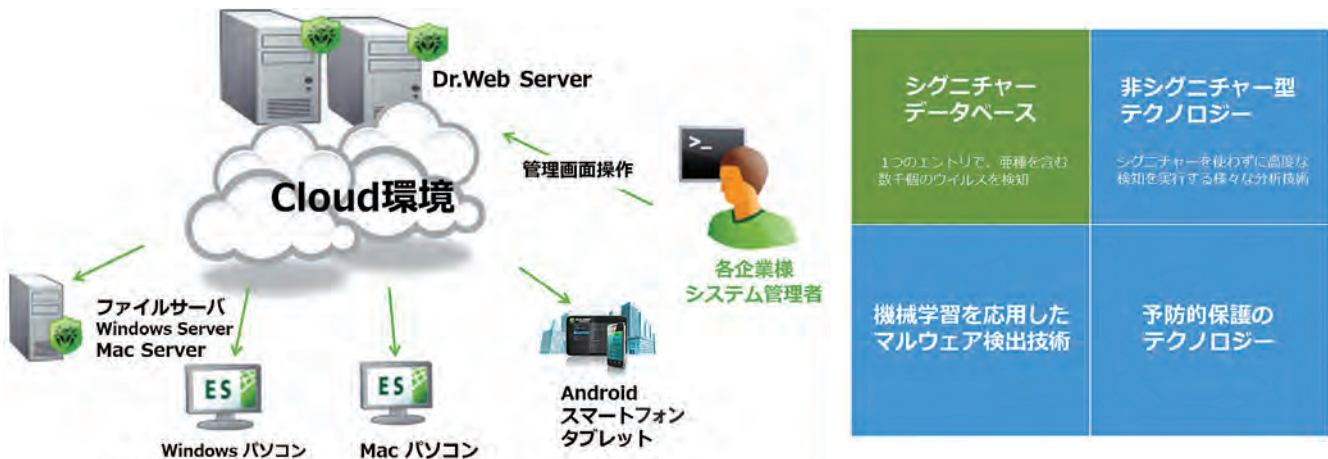 Dr.Web Server
Cloud環境
管理画面操作
>_
各企業様
システム管理者
ファイルサーバ
Windows Server
Mac Server
ES
Windows パソコン
ES
Mac パソコン
Android
スマートフォン
タブレット
シグニチャー
データベース
1つのエントリで、亜種を含む
数千個のウイルスを検知
非シグニチャー型
テクノロジー
シグニチャーを使わずに高度な
検知を実行する様々な分析技術
機械学習を応用した
マルウェア検出技術
予防的保護の
テクノロジー